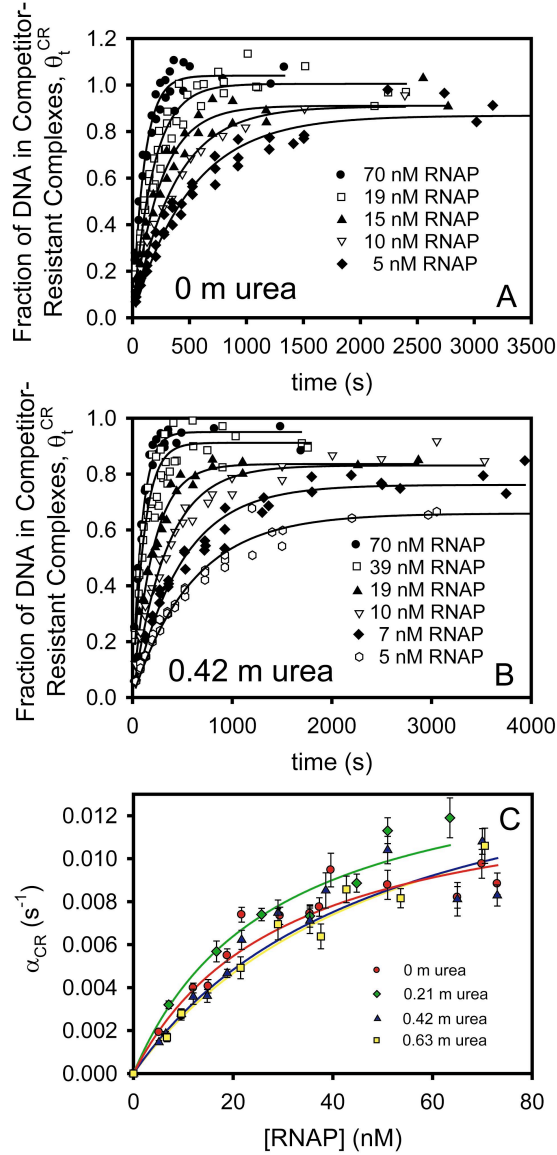 Fraction of DNA in Competitor-
Resistant Complexes, θ_t^CR
1.2
1.0
0.8
0.6
0.4
0.2
0.0
70 nM RNAP
19 nM RNAP
15 nM RNAP
10 nM RNAP
5 nM RNAP
0 m urea
A
0 500 1000 1500 2000 2500 3000 3500
time (s)
Fraction of DNA in Competitor-
Resistant Complexes, θ_t^CR
1.0
0.8
0.6
0.4
0.2
0.0
70 nM RNAP
39 nM RNAP
19 nM RNAP
10 nM RNAP
7 nM RNAP
5 nM RNAP
0.42 m urea
B
0 1000 2000 3000 4000
time (s)
α_CR (s⁻¹)
0.012
0.010
0.008
0.006
0.004
0.002
0.000
C
0 m urea
0.21 m urea
0.42 m urea
0.63 m urea
0 20 40 60 80
[RNAP] (nM)